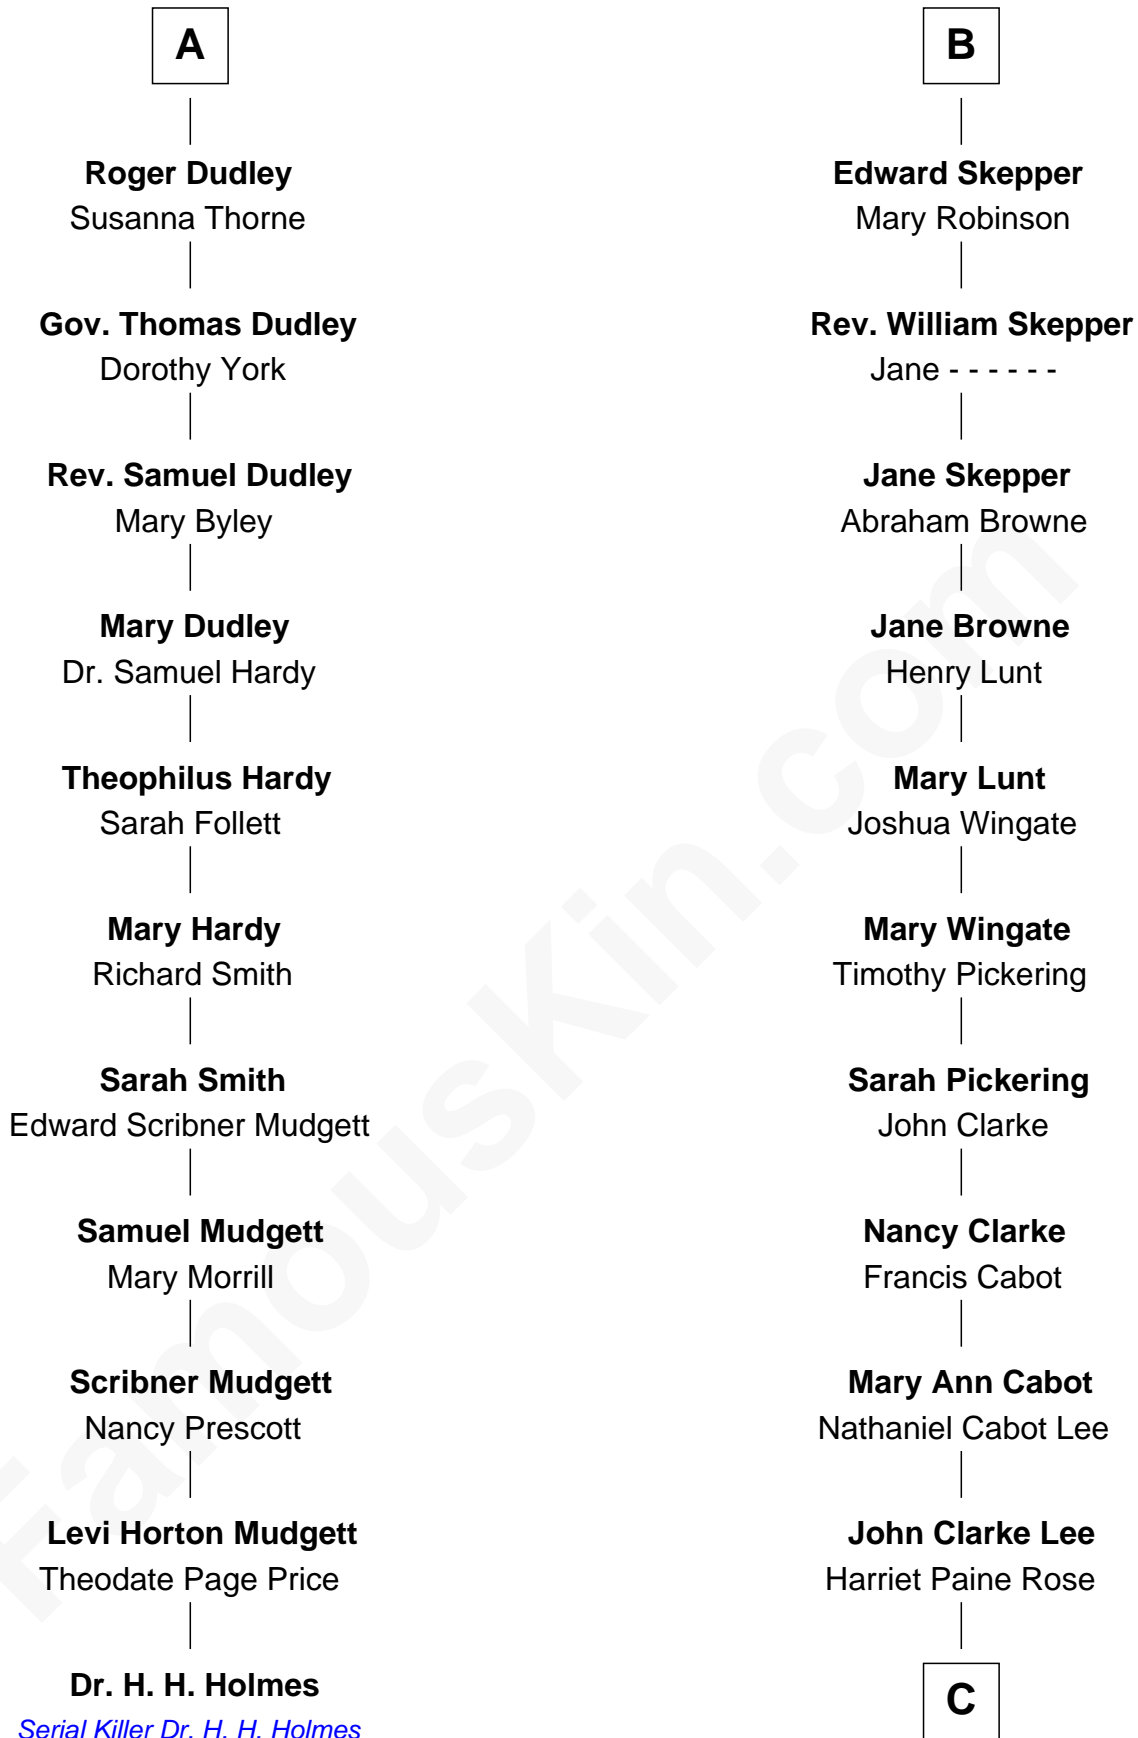 A
Roger Dudley
Susanna Thorne
Gov. Thomas Dudley
Dorothy York
Rev. Samuel Dudley
Mary Byley
Mary Dudley
Dr. Samuel Hardy
Theophilus Hardy
Sarah Follett
Mary Hardy
Richard Smith
Sarah Smith
Edward Scribner Mudgett
Samuel Mudgett
Mary Morrill
Scribner Mudgett
Nancy Prescott
Levi Horton Mudgett
Theodate Page Price
Dr. H. H. Holmes
Serial Killer Dr. H. H. Holmes
B
Edward Skepper
Mary Robinson
Rev. William Skepper
Jane - - - - - -
Jane Skepper
Abraham Browne
Jane Browne
Henry Lunt
Mary Lunt
Joshua Wingate
Mary Wingate
Timothy Pickering
Sarah Pickering
John Clarke
Nancy Clarke
Francis Cabot
Mary Ann Cabot
Nathaniel Cabot Lee
John Clarke Lee
Harriet Paine Rose
C
FamousKin.com